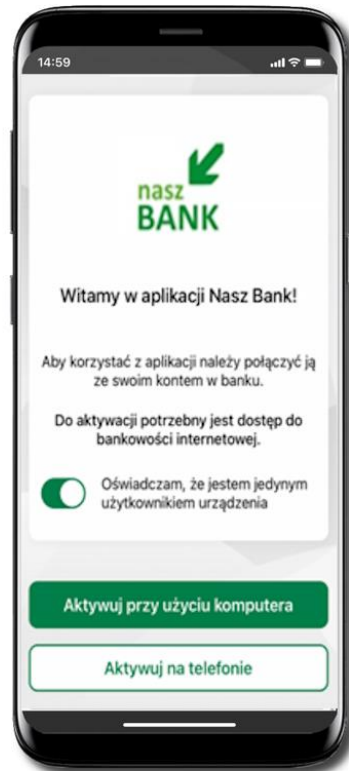 14:59
nasz
BANK
Witamy w aplikacji Nasz Bank!
Aby korzystać z aplikacji należy połączyć ją
ze swoim kontem w banku.
Do aktywacji potrzebny jest dostęp do
bankowości internetowej.
Oświadczam, że jestem jedynym
użytkownikiem urządzenia
Aktywuj przy użyciu komputera
Aktywuj na telefonie